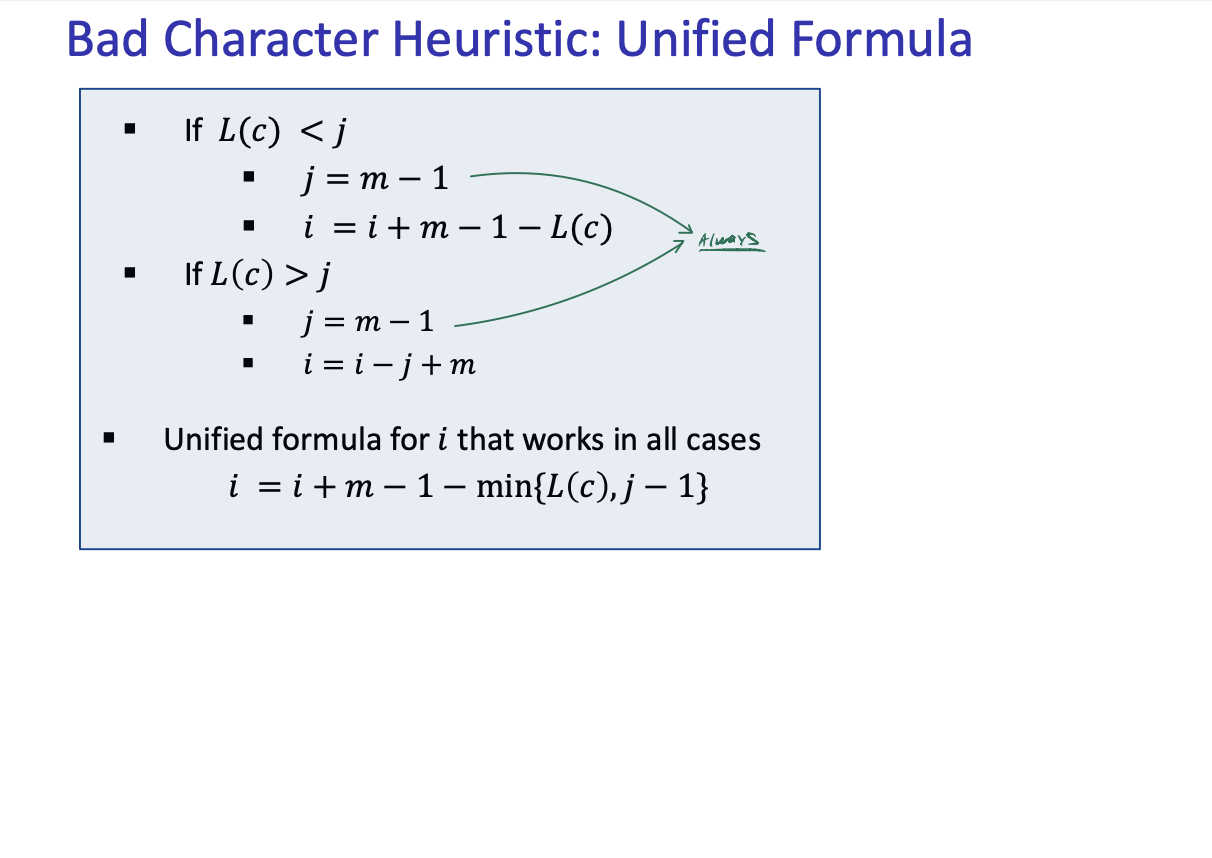 Bad Character Heuristic: Unified Formula
▪ If L(c) < j
▪ j = m − 1
▪ i = i + m − 1 − L(c)
Always
▪ If L(c) > j
▪ j = m − 1
▪ i = i − j + m
▪ Unified formula for i that works in all cases
i = i + m − 1 − min{L(c), j − 1}